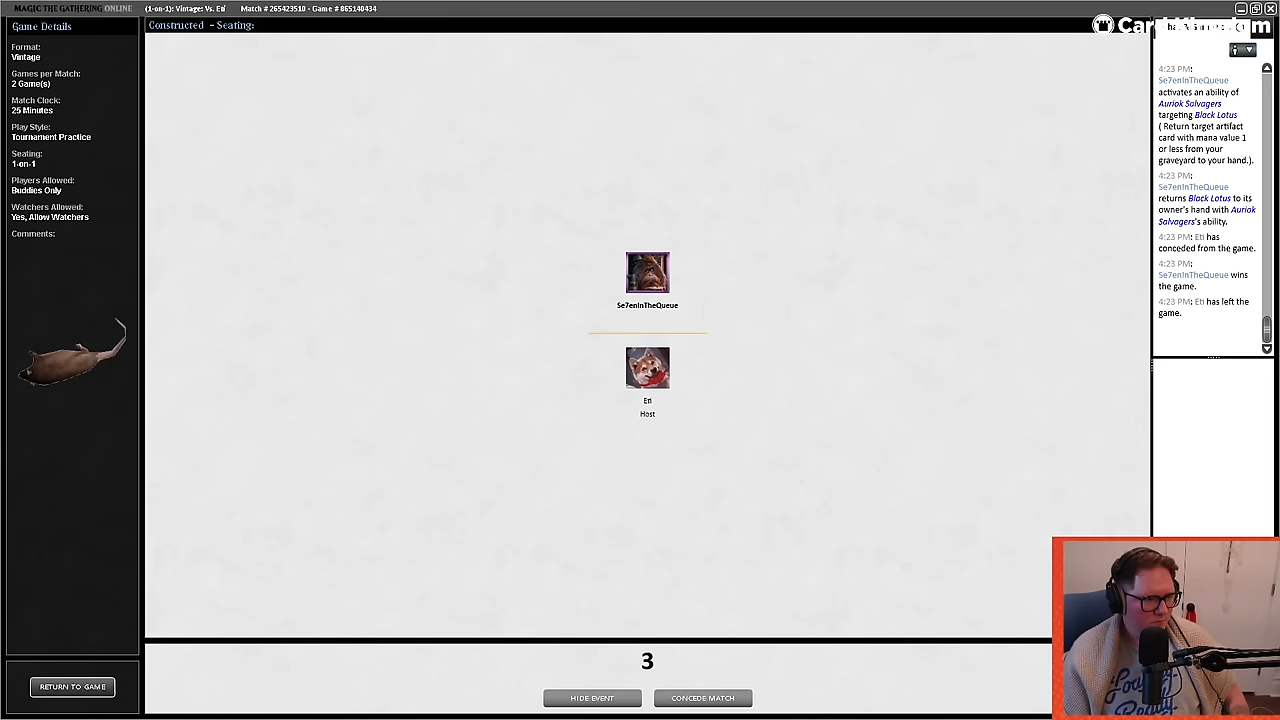 MAGIC THE GATHERING ONLINE (1-on-1): Vintage: Vs. Eti Match # 265423510 - Game # 865140434
Game Details
Format:
Vintage
Games per Match:
2 Game(s)
Match Clock:
25 Minutes
Play Style:
Tournament Practice
Seating:
1-on-1
Players Allowed:
Buddies Only
Watchers Allowed:
Yes, Allow Watchers
Comments:
RETURN TO GAME
Constructed - Seating:
Se7enInTheQueue
Eti
Host
3
HIDE EVENT
CONCEDE MATCH
4:23 PM:
Se7enInTheQueue
activates an ability of
Auriok Salvagers
targeting Black Lotus
( Return target artifact
card with mana value 1
or less from your
graveyard to your hand.).
4:23 PM:
Se7enInTheQueue
returns Black Lotus to its
owner's hand with Auriok
Salvagers's ability.
4:23 PM: Eti has
conceded from the game.
4:23 PM:
Se7enInTheQueue wins
the game.
4:23 PM: Eti has left the
game.